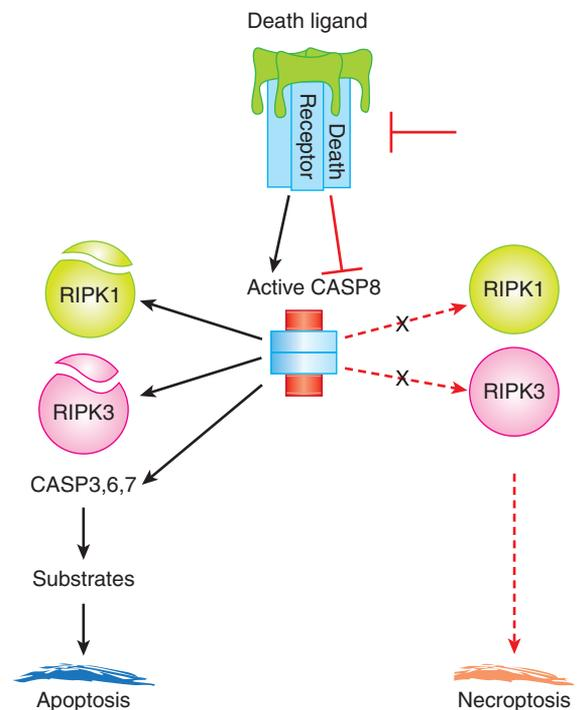 Death ligand
Death
Receptor
Active CASP8
RIPK1
RIPK1
X
RIPK3
X
RIPK3
CASP3,6,7
Substrates
Apoptosis
Necroptosis